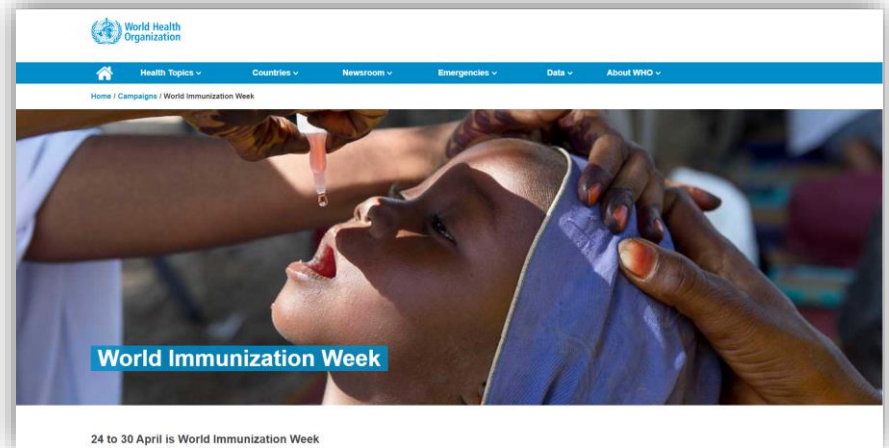 World Health
Organization
Health Topics
Countries
Newsroom
Emergencies
Data
About WHO
Home / Campaigns / World Immunization Week
World Immunization Week
24 to 30 April is World Immunization Week